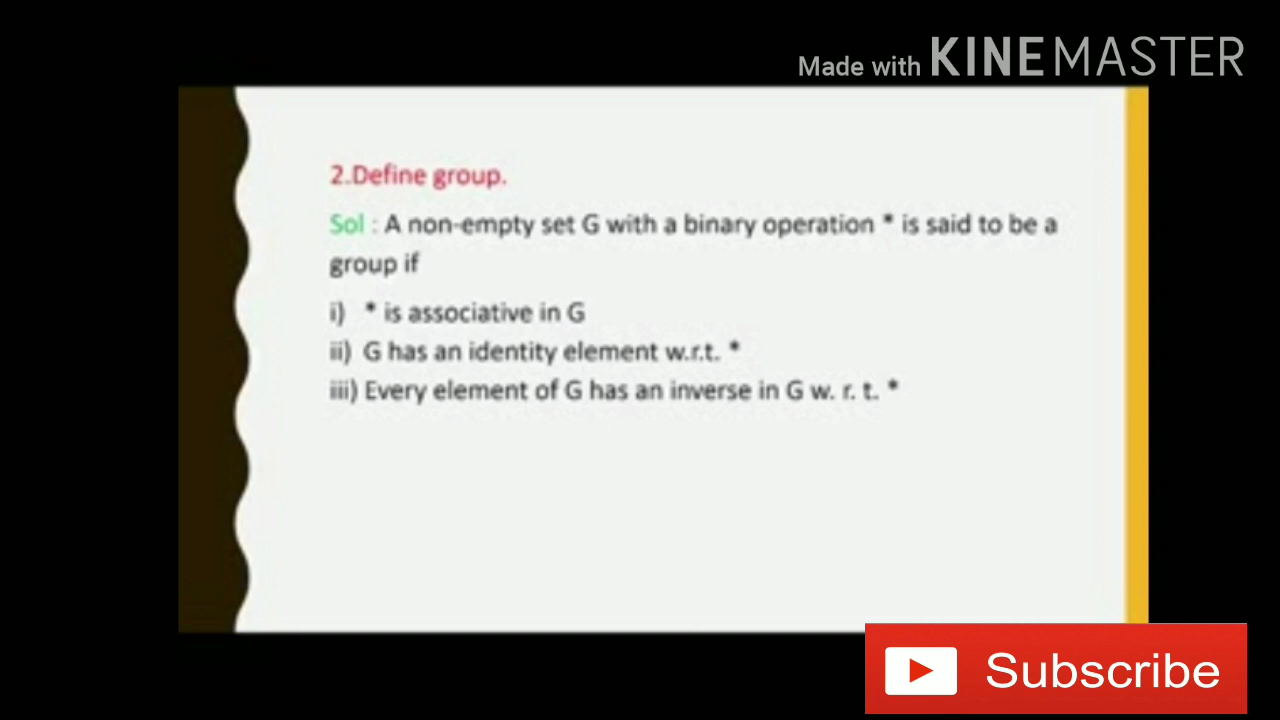 Made with KINEMASTER
2.Define group.
Sol : A non-empty set G with a binary operation * is said to be a
group if
i) * is associative in G
ii) G has an identity element w.r.t. *
iii) Every element of G has an inverse in G w. r. t. *
Subscribe